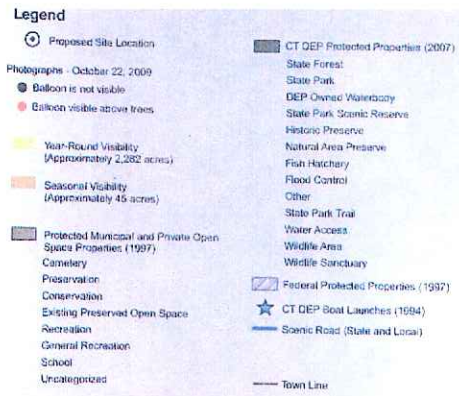 Legend
Proposed Site Location
Photographs - October 22, 2009
Balloon is not visible
Balloon visible above trees
Year-Round Visibility
(Approximately 2,282 acres)
Seasonal Visibility
(Approximately 45 acres)
Protected Municipal and Private Open
Space Properties (1997)
Cemetery
Preservation
Conservation
Existing Preserved Open Space
Recreation
General Recreation
School
Uncategorized
CT DEP Protected Properties (2007)
State Forest
State Park
DEP Owned Waterbody
State Park Scenic Reserve
Historic Preserve
Natural Area Preserve
Fish Hatchery
Flood Control
Other
State Park Trail
Water Access
Wildlife Area
Wildlife Sanctuary
Federal Protected Properties (1997)
CT DEP Boat Launches (1994)
Scenic Road (State and Local)
Town Line